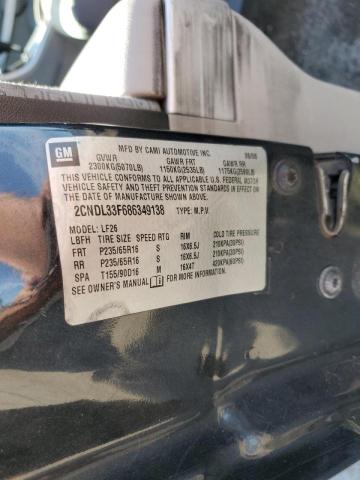 GM
MFD BY CAMI AUTOMOTIVE INC.
GVWR GAWR FRT GAWR RR
2300KG(5070LB) 1150KG(2535LB) 1175KG(2590LB)
THIS VEHICLE CONFORMS TO ALL APPLICABLE U.S. FEDERAL MOTOR
VEHICLE SAFETY AND THEFT PREVENTION STANDARDS IN EFFECT ON
THE DATE OF MANUFACTURE SHOWN ABOVE.
2CNDL33F686349138 TYPE: M.P.V.
MODEL: LF26
LBFH TIRE SIZE SPEED RTG RIM COLD TIRE PRESSURE
FRT P235/65R16 S 16X6.5J 210KPA(30PSI)
RR P235/65R16 S 16X6.5J 210KPA(30PSI)
SPA T155/90D16 M 16X4T 420KPA(60PSI)
SEE OWNER'S MANUAL